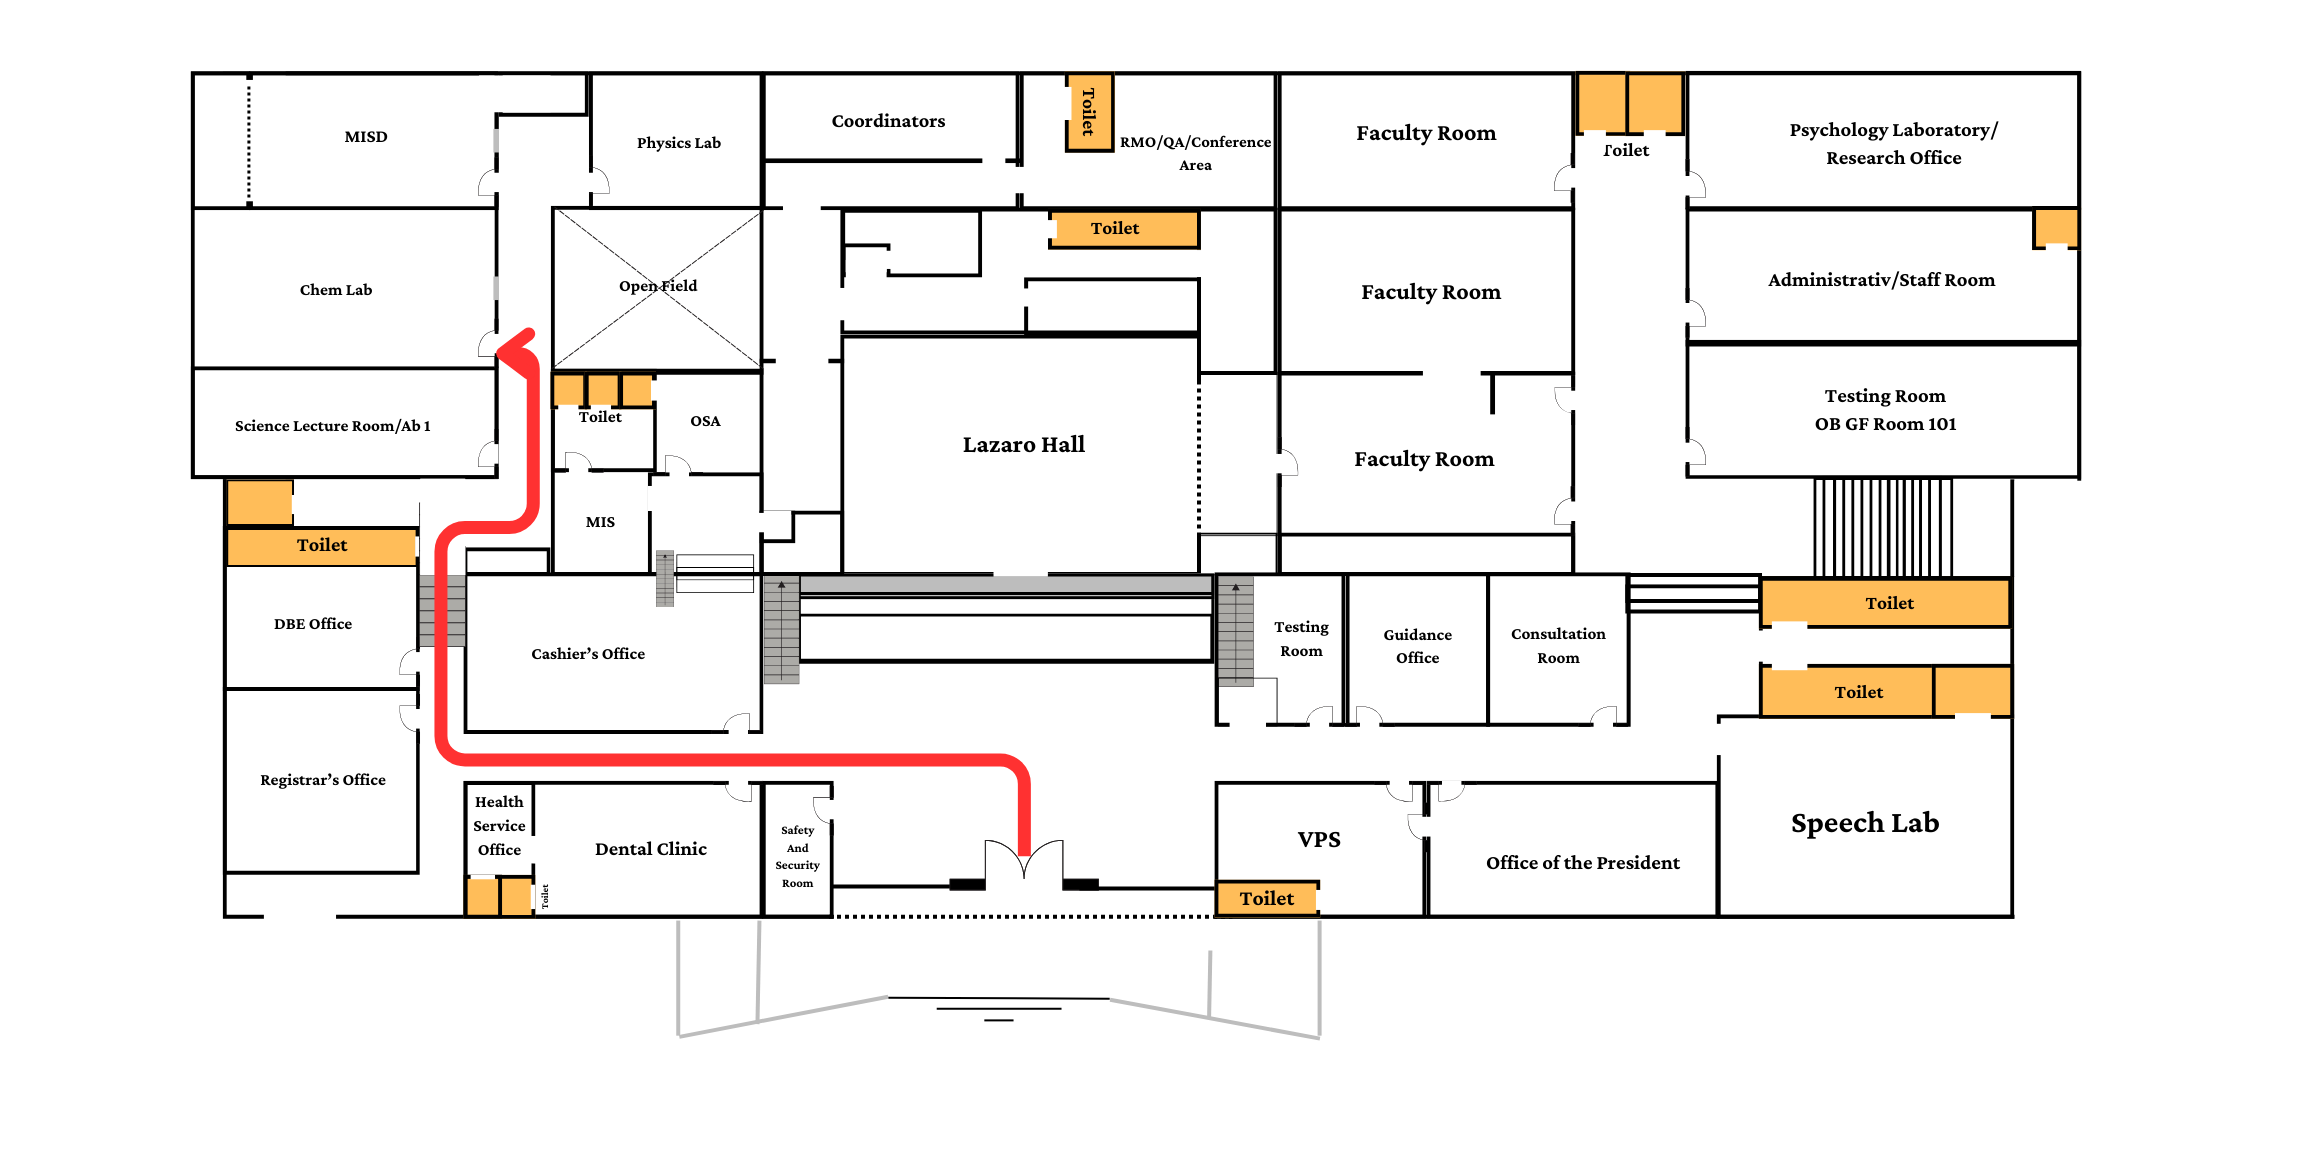 MISD
Physics Lab
Coordinators
Toilet
RMO/QA/Conference
Area
Faculty Room
Toilet
Psychology Laboratory/
Research Office
Chem Lab
Open Field
Toilet
Faculty Room
Administrativ/Staff Room
Science Lecture Room/Ab 1
Toilet
OSA
Lazaro Hall
Faculty Room
Testing Room
OB GF Room 101
Toilet
MIS
DBE Office
Cashier's Office
Testing
Room
Guidance
Office
Consultation
Room
Toilet
Toilet
Registrar's Office
Health
Service
Office
Toilet
Dental Clinic
Safety
And
Security
Room
VPS
Toilet
Office of the President
Speech Lab